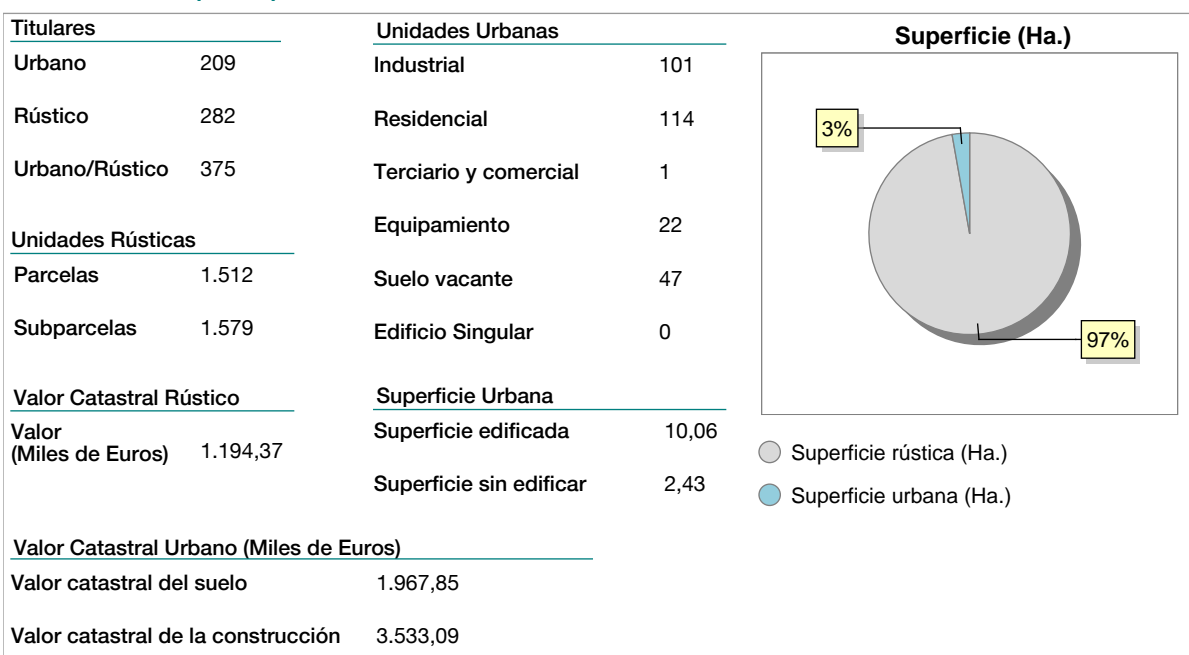 Titulares
Urbano 209
Rústico 282
Urbano/Rústico 375
Unidades Rústicas
Parcelas 1.512
Subparcelas 1.579
Valor Catastral Rústico
Valor
(Miles de Euros) 1.194,37
Unidades Urbanas
Industrial 101
Residencial 114
Terciario y comercial 1
Equipamiento 22
Suelo vacante 47
Edificio Singular 0
Superficie Urbana
Superficie edificada 10,06
Superficie sin edificar 2,43
Valor Catastral Urbano (Miles de Euros)
Valor catastral del suelo 1.967,85
Valor catastral de la construcción 3.533,09
Superficie (Ha.)
3%
97%
Superficie rústica (Ha.)
Superficie urbana (Ha.)